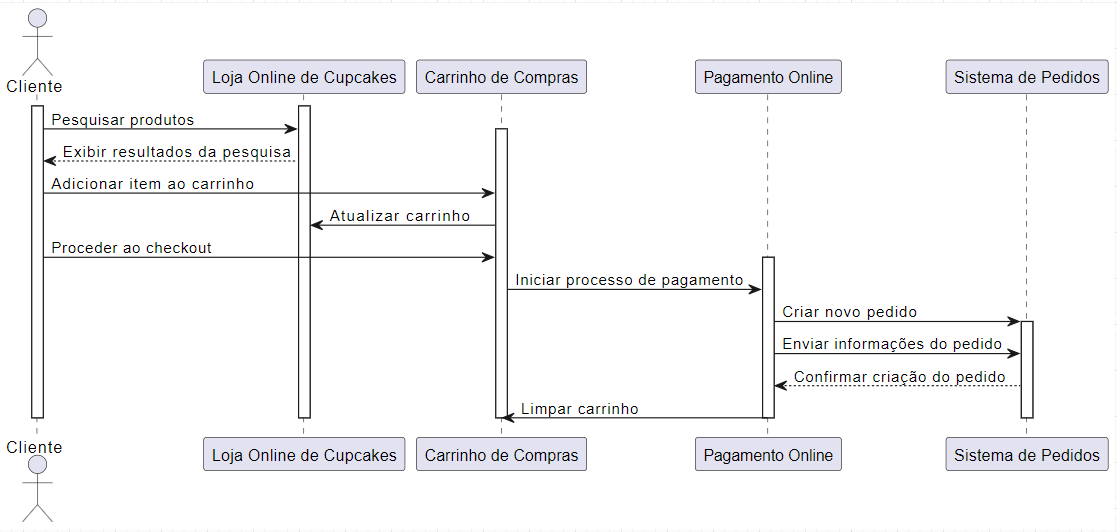 Cliente
Loja Online de Cupcakes
Carrinho de Compras
Pagamento Online
Sistema de Pedidos
Pesquisar produtos
Exibir resultados da pesquisa
Adicionar item ao carrinho
Atualizar carrinho
Proceder ao checkout
Iniciar processo de pagamento
Criar novo pedido
Enviar informações do pedido
Confirmar criação do pedido
Limpar carrinho
Cliente
Loja Online de Cupcakes
Carrinho de Compras
Pagamento Online
Sistema de Pedidos